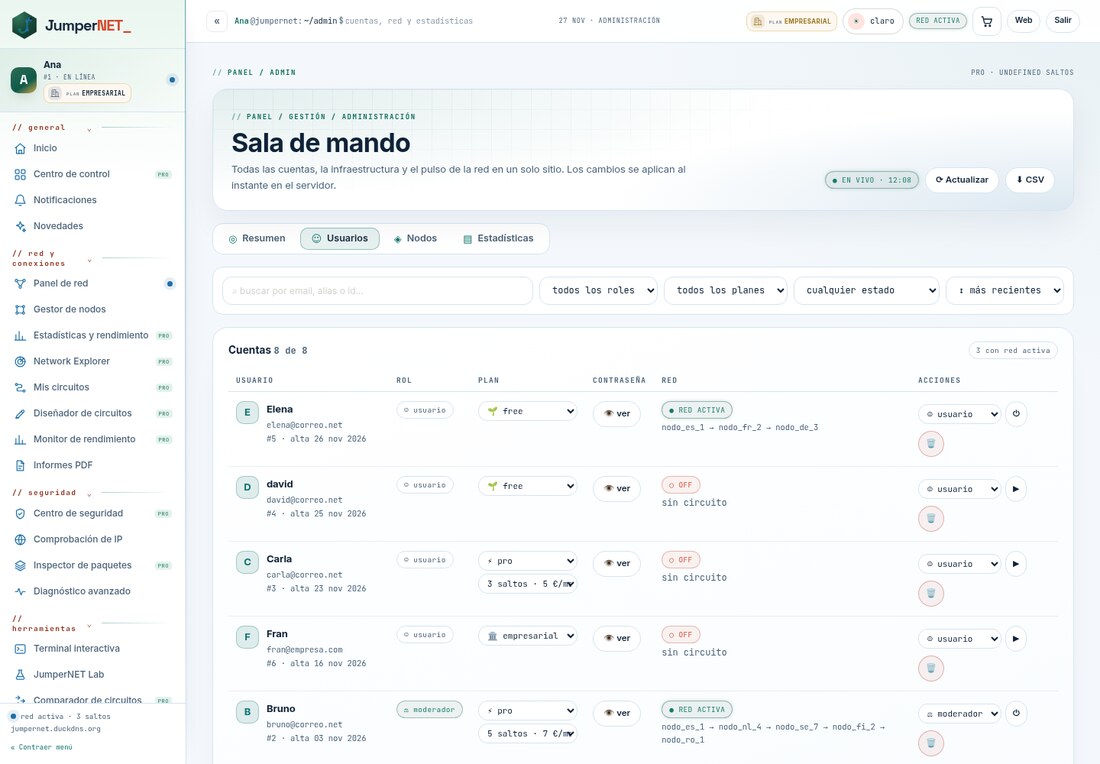 JumperNET_
« Ana@jumpernet:~/admin$ cuentas, red y estadísticas
27 NOV · ADMINISTRACIÓN
PLAN EMPRESARIAL
claro
RED ACTIVA
Web
Salir
A
Ana
#1 · EN LÍNEA
PLAN EMPRESARIAL
// general
Inicio
Centro de control PRO
Notificaciones
Novedades
// red y conexiones
Panel de red
Gestor de nodos
Estadísticas y rendimiento PRO
Network Explorer PRO
Mis circuitos PRO
Diseñador de circuitos PRO
Monitor de rendimiento PRO
Informes PDF
// seguridad
Centro de seguridad PRO
Comprobación de IP
Inspector de paquetes PRO
Diagnóstico avanzado
// herramientas
Terminal interactiva
JumperNET Lab
Comparador de circuitos PRO
red activa · 3 saltos
jumpernet.duckdns.org
« Contraer menú
// PANEL / ADMIN
PRO · UNDEFINED SALTOS
// PANEL / GESTIÓN / ADMINISTRACIÓN
Sala de mando
Todas las cuentas, la infraestructura y el pulso de la red en un solo sitio. Los cambios se aplican al
instante en el servidor.
● EN VIVO · 12:08
⟳ Actualizar
⬇ CSV
◎ Resumen
☺ Usuarios
◈ Nodos
▤ Estadísticas
⌕ buscar por email, alias o id…
todos los roles
todos los planes
cualquier estado
↕ más recientes
Cuentas 8 de 8
3 con red activa
USUARIO ROL PLAN CONTRASEÑA RED ACCIONES
E
Elena
elena@correo.net
#5 · alta 26 nov 2026
☺ usuario
🌱 free
👁 ver
● RED ACTIVA
nodo_es_1 → nodo_fr_2 → nodo_de_3
☺ usuario
⏻
🗑
D
david
david@correo.net
#4 · alta 25 nov 2026
☺ usuario
🌱 free
👁 ver
○ OFF
sin circuito
☺ usuario
▶
🗑
C
Carla
carla@correo.net
#3 · alta 23 nov 2026
☺ usuario
⚡ pro
3 saltos · 5 €/m
👁 ver
○ OFF
sin circuito
☺ usuario
▶
🗑
F
Fran
fran@empresa.com
#6 · alta 16 nov 2026
☺ usuario
🏛 empresarial
👁 ver
○ OFF
sin circuito
☺ usuario
▶
🗑
B
Bruno
bruno@correo.net
#2 · alta 03 nov 2026
⚖ moderador
⚡ pro
5 saltos · 7 €/m
👁 ver
● RED ACTIVA
nodo_es_1 → nodo_nl_4 → nodo_se_7 → nodo_fi_2 →
nodo_ro_1
⚖ moderador
⏻
🗑